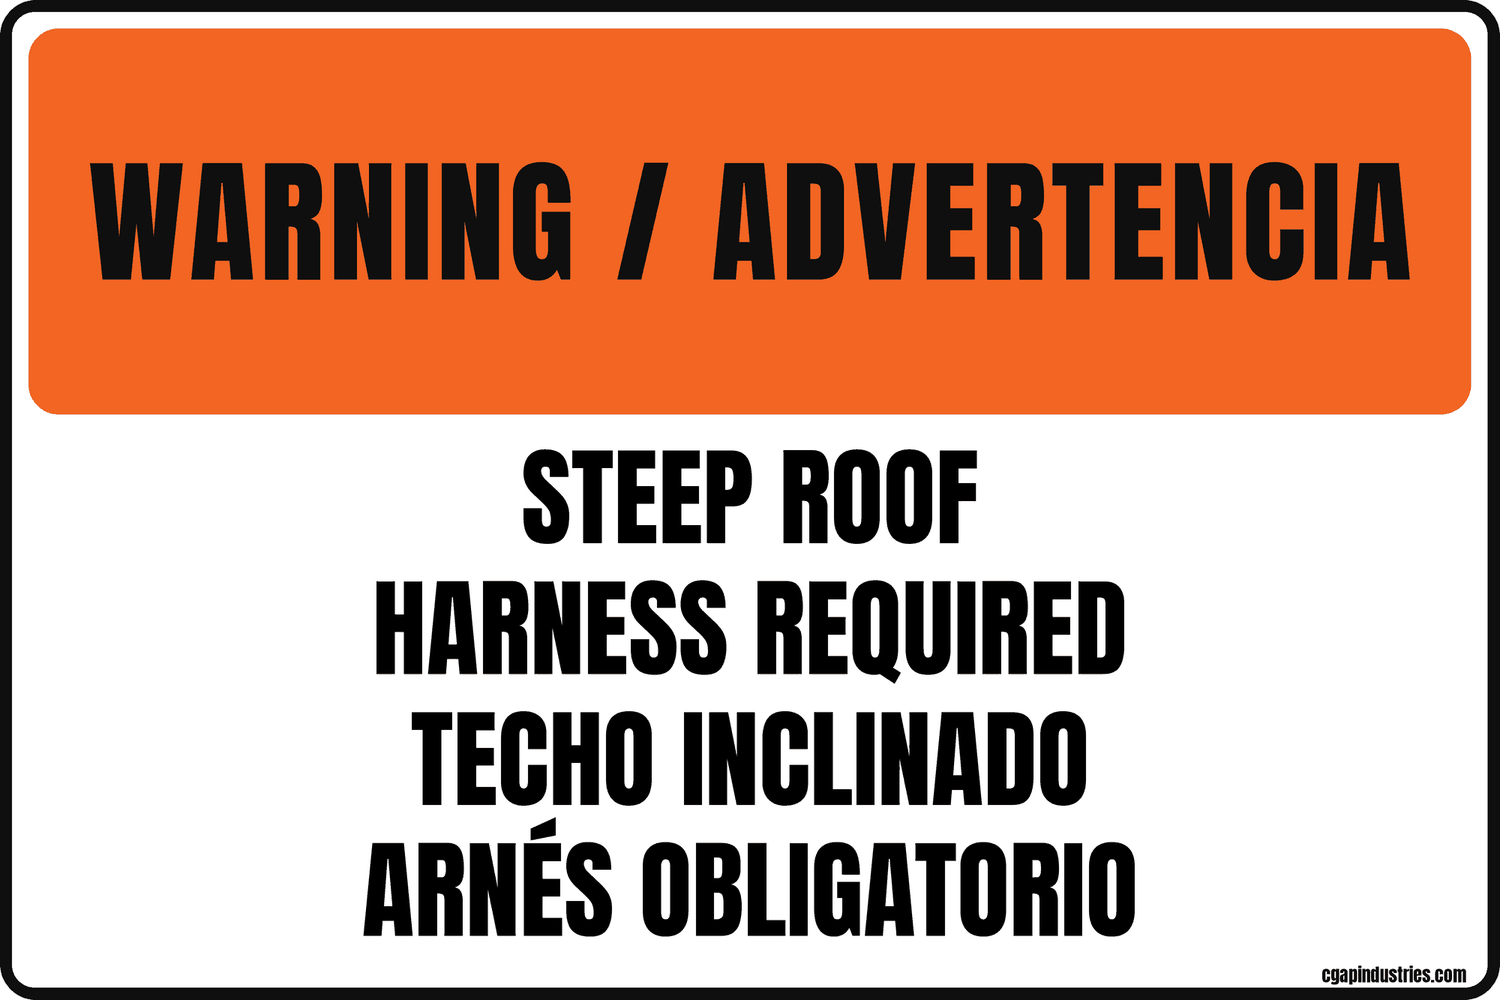 WARNING / ADVERTENCIA
STEEP ROOF
HARNESS REQUIRED
TECHO INCLINADO
ARNÉS OBLIGATORIO
cgapindustries.com